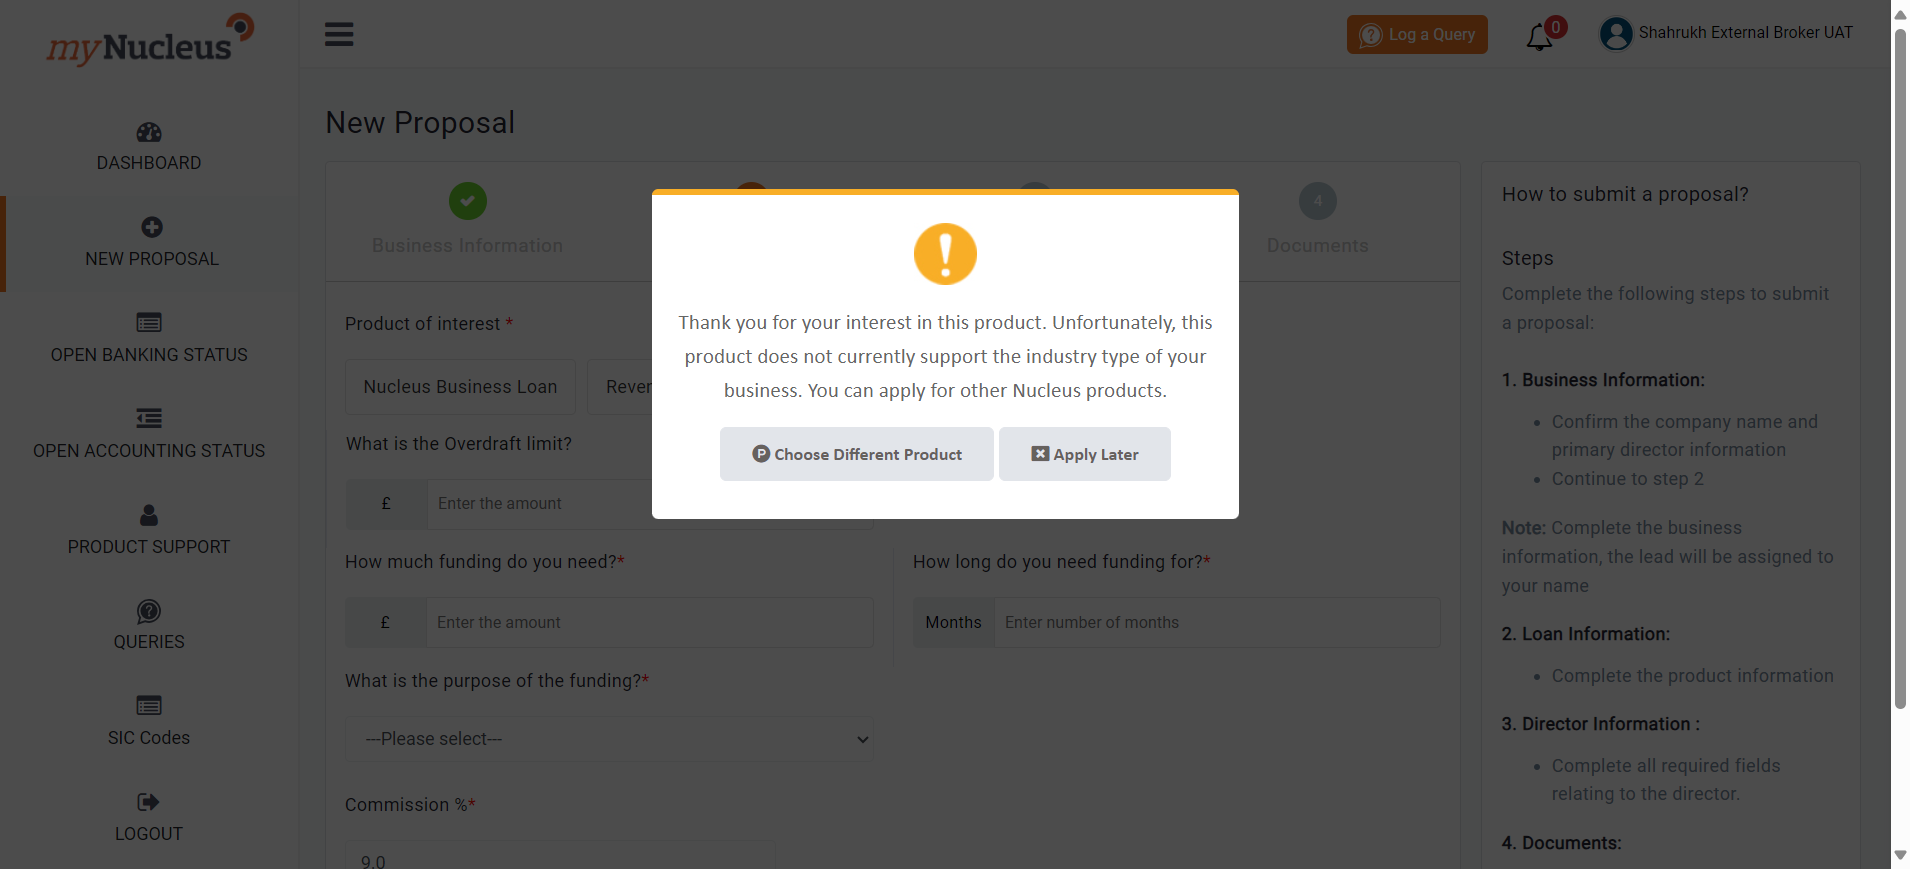 myNucleus
Log a Query
0
Shahrukh External Broker UAT
DASHBOARD
NEW PROPOSAL
OPEN BANKING STATUS
OPEN ACCOUNTING STATUS
PRODUCT SUPPORT
QUERIES
SIC Codes
LOGOUT
New Proposal
Business Information
4
Documents
Product of interest *
Nucleus Business Loan
Rever
What is the Overdraft limit?
£
Enter the amount
How much funding do you need?*
£
Enter the amount
How long do you need funding for?*
Months
Enter number of months
What is the purpose of the funding?*
---Please select---
Commission %*
9.0
Thank you for your interest in this product. Unfortunately, this
product does not currently support the industry type of your
business. You can apply for other Nucleus products.
Choose Different Product
Apply Later
How to submit a proposal?
Steps
Complete the following steps to submit
a proposal:
1. Business Information:
• Confirm the company name and
primary director information
• Continue to step 2
Note: Complete the business
information, the lead will be assigned to
your name
2. Loan Information:
• Complete the product information
3. Director Information :
• Complete all required fields
relating to the director.
4. Documents: